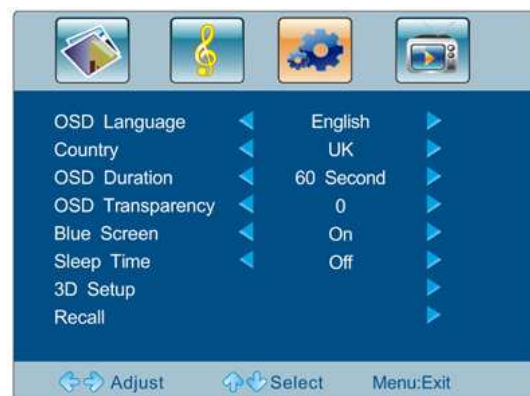 OSD Language English
Country UK
OSD Duration 60 Second
OSD Transparency 0
Blue Screen On
Sleep Time Off
3D Setup
Recall
Adjust Select Menu:Exit